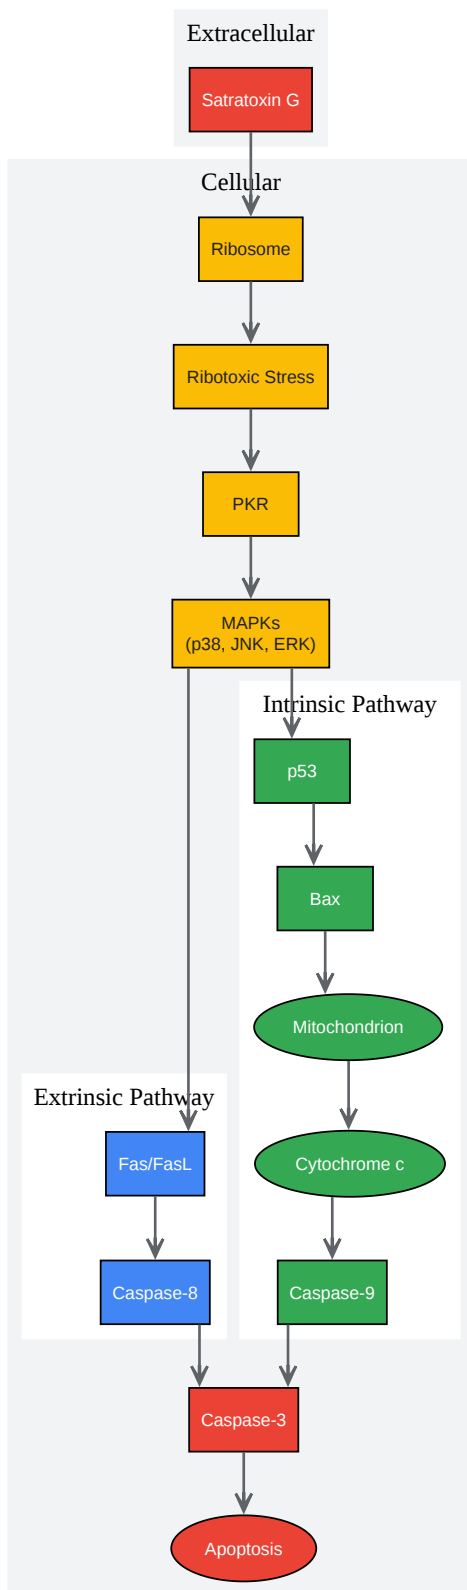 Extracellular
Satratoxin G
Cellular
Ribosome
Ribotoxic Stress
PKR
MAPKs
(p38, JNK, ERK)
Intrinsic Pathway
p53
Bax
Mitochondrion
Extrinsic Pathway
Fas/FasL
Cytochrome c
Caspase-8
Caspase-9
Caspase-3
Apoptosis